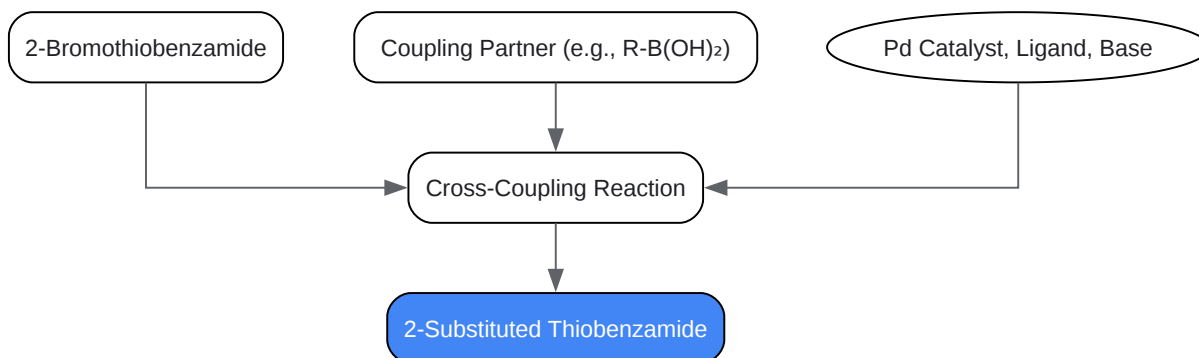 2-Bromothiobenzamide
Coupling Partner (e.g., R-B(OH)₂)
Pd Catalyst, Ligand, Base
Cross-Coupling Reaction
2-Substituted Thiobenzamide